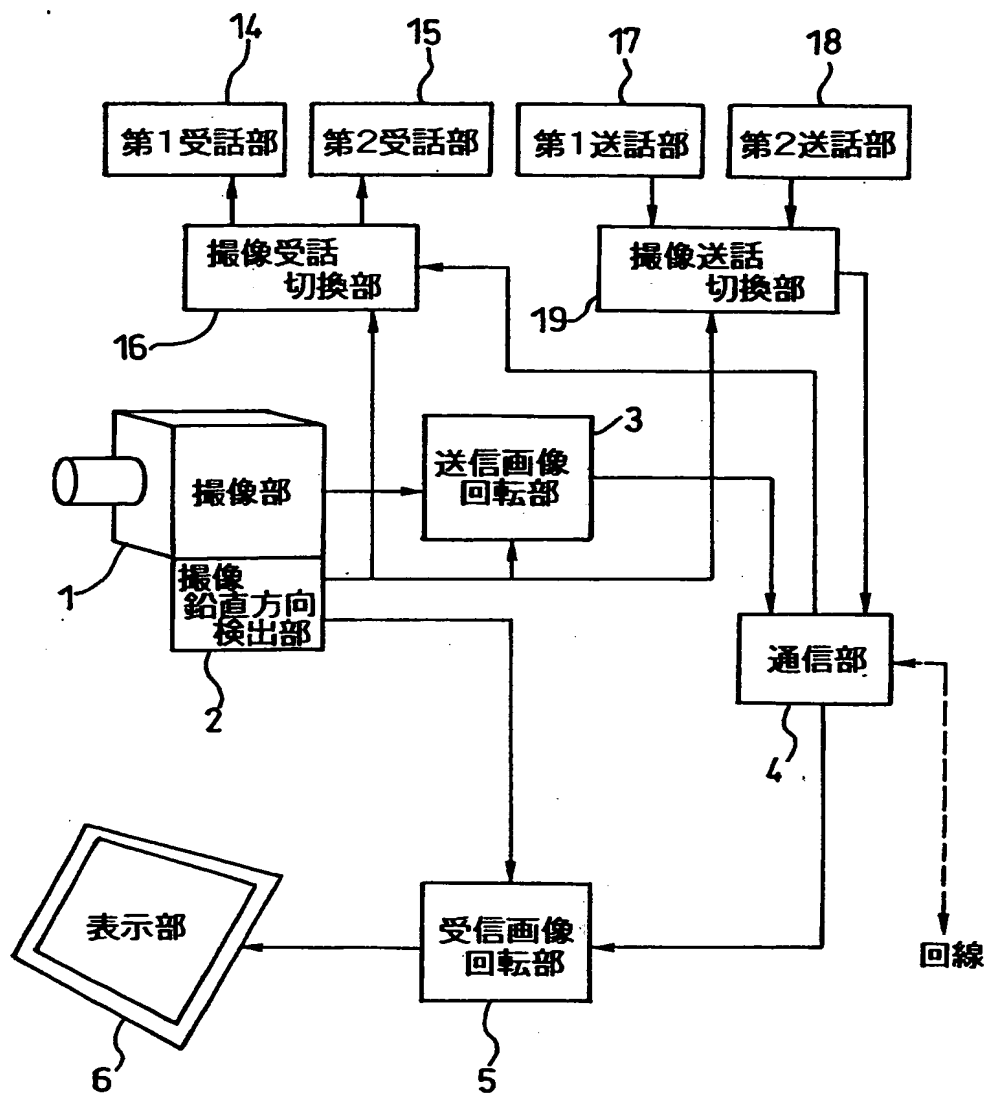 14
15
17
18
第1受話部
第2受話部
第1送話部
第2送話部
撮像受話
切換部
撮像送話
切換部
16
19
3
撮像部
送信画像
回転部
1
撮像
鉛直方向
検出部
2
通信部
4
表示部
受信画像
回転部
回線
6
5